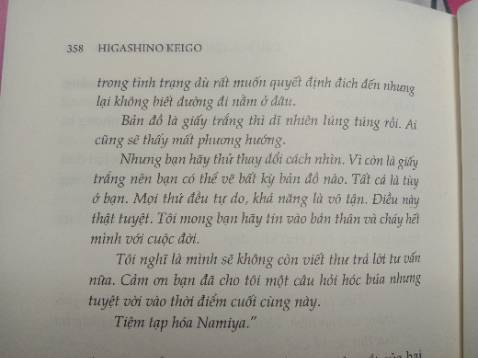 358 HIGASHINO KEIGO
trong tình trạng dù rất muốn quyết định đích đến nhưng
lại không biết đường đi nằm ở đâu.
Bản đồ là giấy trắng thì dĩ nhiên lúng túng rồi. Ai
cũng sẽ thấy mất phương hướng.
Nhưng bạn hãy thử thay đổi cách nhìn. Vì còn là giấy
trắng nên bạn có thể vẽ bất kỳ bản đồ nào. Tất cả là tùy
ở bạn. Mọi thứ đều tự do, khả năng là vô tận. Điều này
thật tuyệt. Tôi mong bạn hãy tin vào bản thân và cháy hết
mình với cuộc đời.
Tôi nghĩ là mình sẽ không còn viết thư trả lời tư vấn
nữa. Cảm ơn bạn đã cho tôi một câu hỏi hóc búa nhưng
tuyệt vời vào thời điểm cuối cùng này.
Tiệm tạp hóa Namiya.”